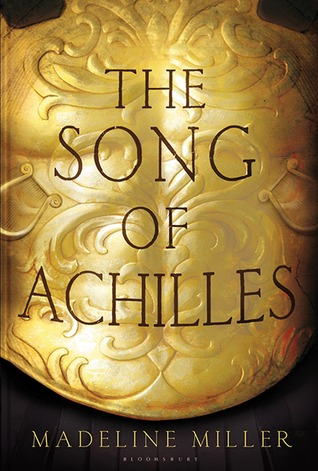 THE
SONG
OF
ACHILLES
MADELINE MILLER
BLOOMSBURY